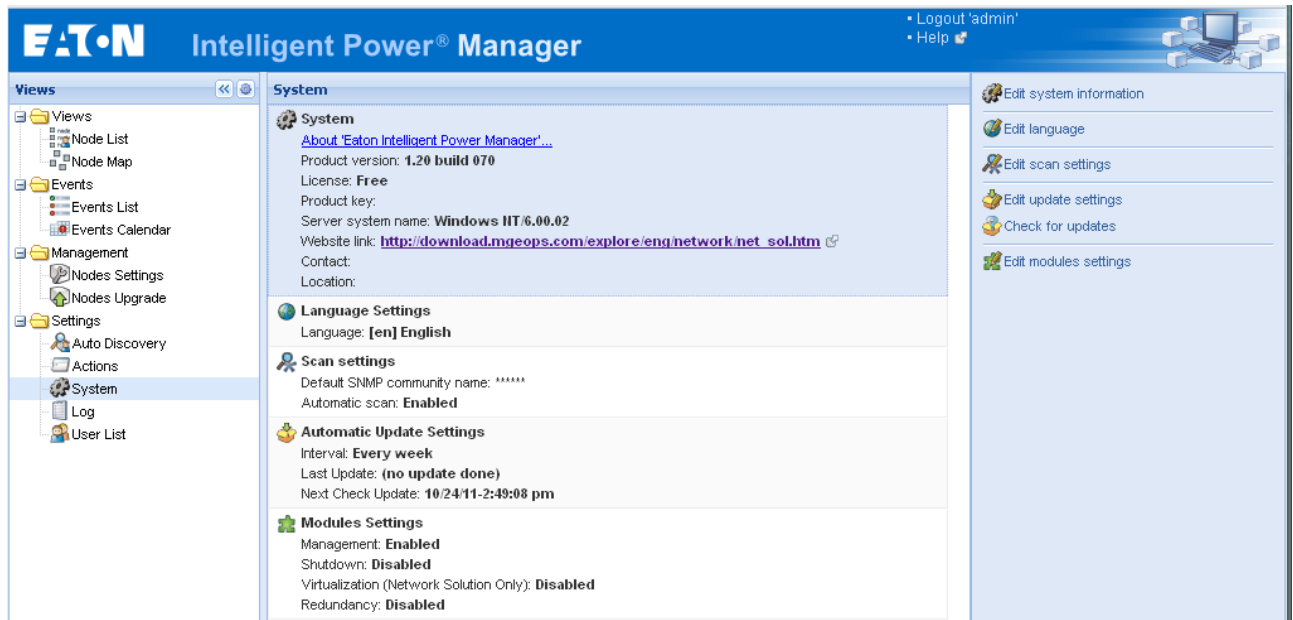 EATON Intelligent Power® Manager
▪ Logout 'admin'
▪ Help
Views
Views
Node List
Node Map
Events
Events List
Events Calendar
Management
Nodes Settings
Nodes Upgrade
Settings
Auto Discovery
Actions
System
Log
User List
System
System
About 'Eaton Intelligent Power Manager'...
Product version: 1.20 build 070
License: Free
Product key:
Server system name: Windows NT/6.00.02
Website link: http://download.mgeops.com/explore/eng/network/net_sol.htm
Contact:
Location:
Language Settings
Language: [en] English
Scan settings
Default SNMP community name: ******
Automatic scan: Enabled
Automatic Update Settings
Interval: Every week
Last Update: (no update done)
Next Check Update: 10/24/11-2:49:08 pm
Modules Settings
Management: Enabled
Shutdown: Disabled
Virtualization (Network Solution Only): Disabled
Redundancy: Disabled
Edit system information
Edit language
Edit scan settings
Edit update settings
Check for updates
Edit modules settings